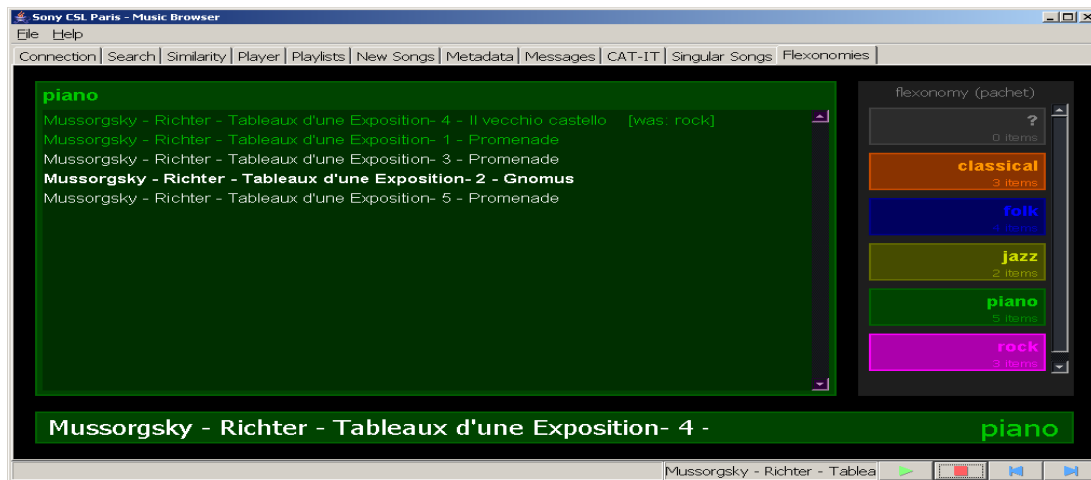 Sony CSL Paris - Music Browser
File Help
Connection Search Similarity Player Playlists New Songs Metadata Messages CAT-IT Singular Songs Flexonomies
piano
Mussorgsky - Richter - Tableaux d'une Exposition- 4 - Il vecchio castello [was: rock]
Mussorgsky - Richter - Tableaux d'une Exposition- 1 - Promenade
Mussorgsky - Richter - Tableaux d'une Exposition- 3 - Promenade
Mussorgsky - Richter - Tableaux d'une Exposition- 2 - Gnomus
Mussorgsky - Richter - Tableaux d'une Exposition- 5 - Promenade
flexonomy (pachet)
?
0 items
classical
3 items
folk
4 items
jazz
2 items
piano
5 items
rock
3 items
Mussorgsky - Richter - Tableaux d'une Exposition- 4 -
piano
Mussorgsky - Richter - Tablea